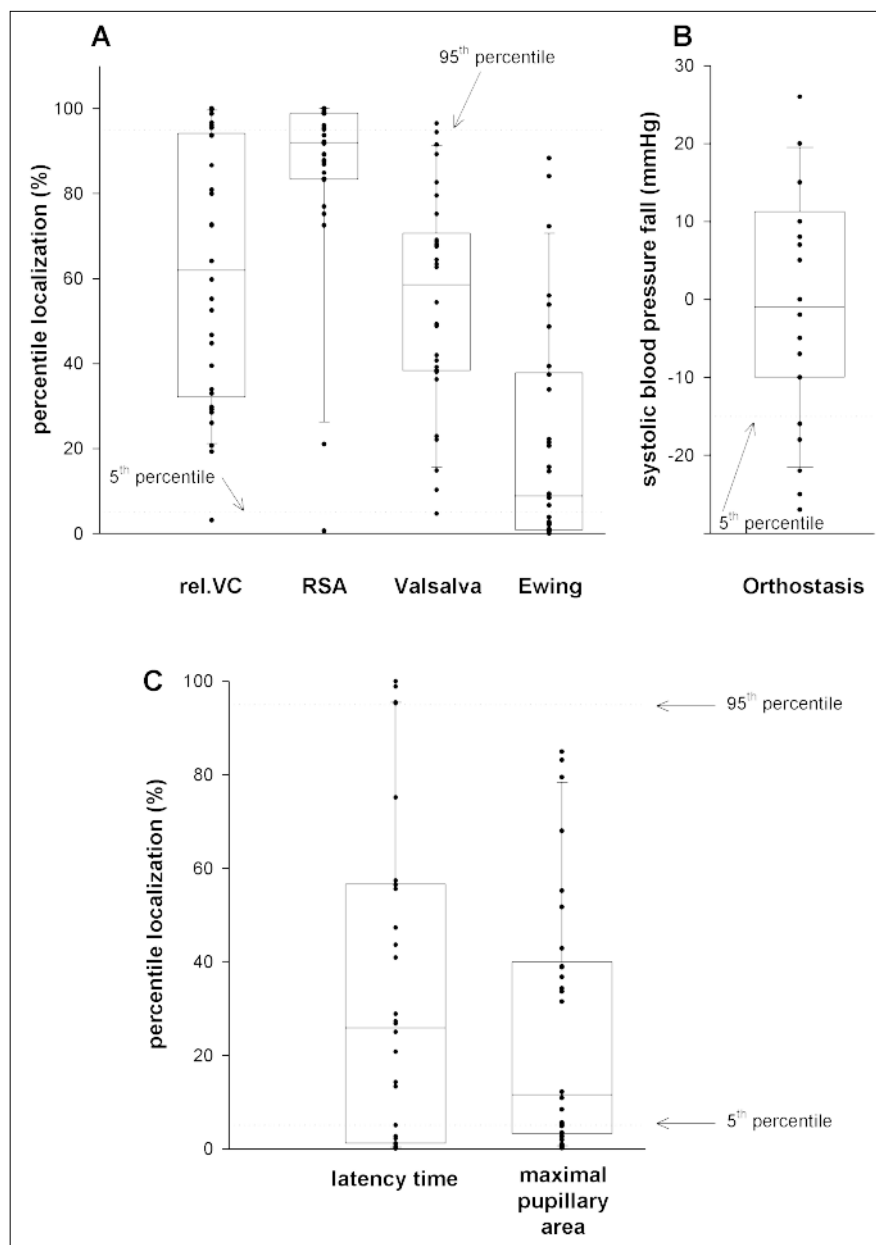 A
B
95th percentile
110
100
80
60
40
20
0
percentile localization (%)
5th percentile
rel.VC RSA Valsalva Ewing
30
20
10
0
-10
-20
systolic blood pressure fall (mmHg)
5th percentile
Orthostasis
C
100
80
60
40
20
0
percentile localization (%)
95th percentile
5th percentile
latency time
maximal
pupillary
area